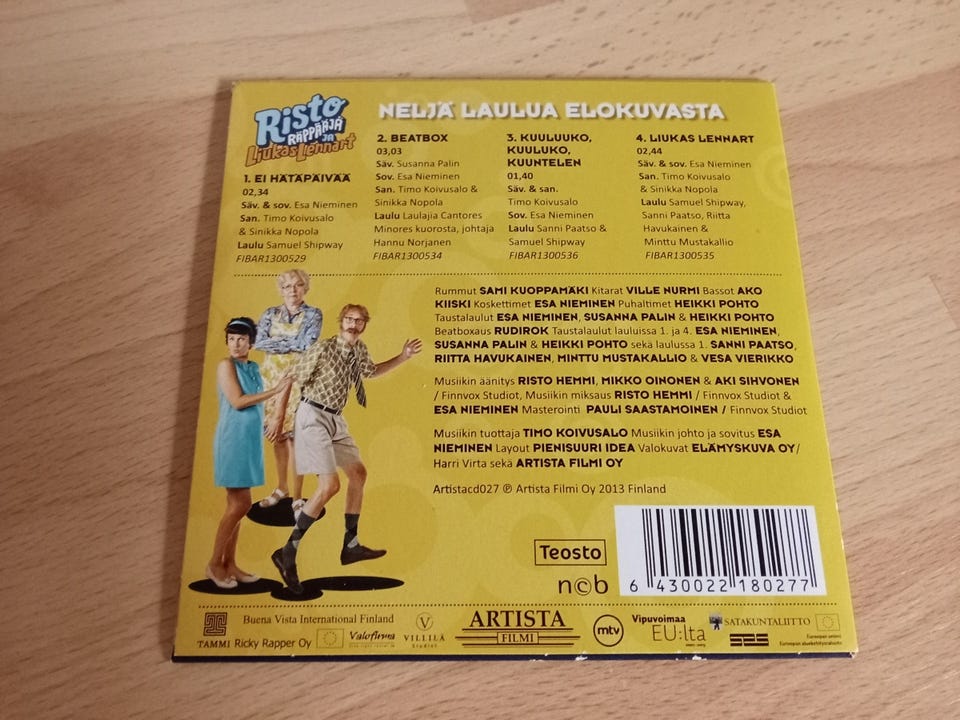 Risto
RÄPPÄÄJÄ
JA
Liukas Lennart
NELJÄ LAULUA ELOKUVASTA
1. EI HÄTÄPÄIVÄÄ
02,34
Säv. & sov. Esa Nieminen
San. Timo Koivusalo
& Sinikka Nopola
Laulu Samuel Shipway
FIBAR1300529
2. BEATBOX
03,03
Säv. Susanna Palin
Sov. Esa Nieminen
San. Timo Koivusalo &
Sinikka Nopola
Laulu Laulajia Cantores
Minores kuorosta, johtaja
Hannu Norjanen
FIBAR1300534
3. KUULUUKO,
KUULUKO,
KUUNTELEN
01,40
Säv. & san.
Timo Koivusalo
Sov. Esa Nieminen
Laulu Sanni Paatso &
Samuel Shipway
FIBAR1300536
4. LIUKAS LENNART
02,44
Säv. & sov. Esa Nieminen
San. Timo Koivusalo
& Sinikka Nopola
Laulu Samuel Shipway,
Sanni Paatso, Riitta
Havukainen &
Minttu Mustakallio
FIBAR1300535
Rummut SAMI KUOPPAMÄKI Kitarat VILLE NURMI Bassot AKO
KIISKI Koskettimet ESA NIEMINEN Puhaltimet HEIKKI POHTO
Taustalaulut ESA NIEMINEN, SUSANNA PALIN & HEIKKI POHTO
Beatboxaus RUDIROK Taustalaulut lauluissa 1. ja 4. ESA NIEMINEN,
SUSANNA PALIN & HEIKKI POHTO sekä laulussa 1. SANNI PAATSO,
RIITTA HAVUKAINEN, MINTTU MUSTAKALLIO & VESA VIERIKKO
Musiikin äänitys RISTO HEMMI, MIKKO OINONEN & AKI SIHVONEN
/ Finnvox Studiot, Musiikin miksaus RISTO HEMMI / Finnvox Studiot &
ESA NIEMINEN Masterointi PAULI SAASTAMOINEN / Finnvox Studiot
Musiikin tuottaja TIMO KOIVUSALO Musiikin johto ja sovitus ESA
NIEMINEN Layout PIENISUURI IDEA Valokuvat ELÄMYSKUVA OY/
Harri Virta sekä ARTISTA FILMI OY
Artistacd027 ℗ Artista Filmi Oy 2013 Finland
Teosto
n©b
6 430022 180277
Buena Vista International Finland
TAMMI Ricky Rapper Oy
Valofirma
V
VILLILÄ
Studiot
ARTISTA
FILMI
mtv
Vipuvoimaa
EU:lta
2007-2013
SATAKUNTALIITTO
Euroopan unioni
Euroopan aluekehitysrahasto